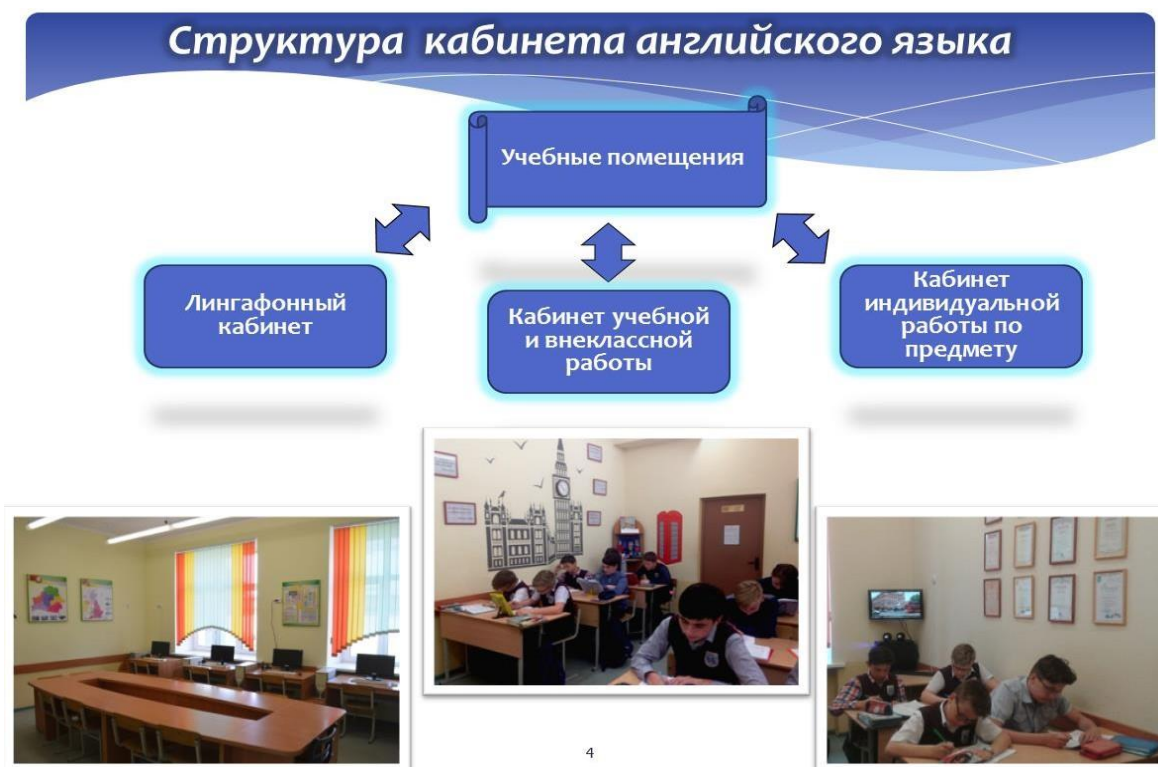 Структура кабинета английского языка
Учебные помещения
Лингафонный
кабинет
Кабинет учебной
и внеклассной
работы
Кабинет
индивидуальной
работы по
предмету
4